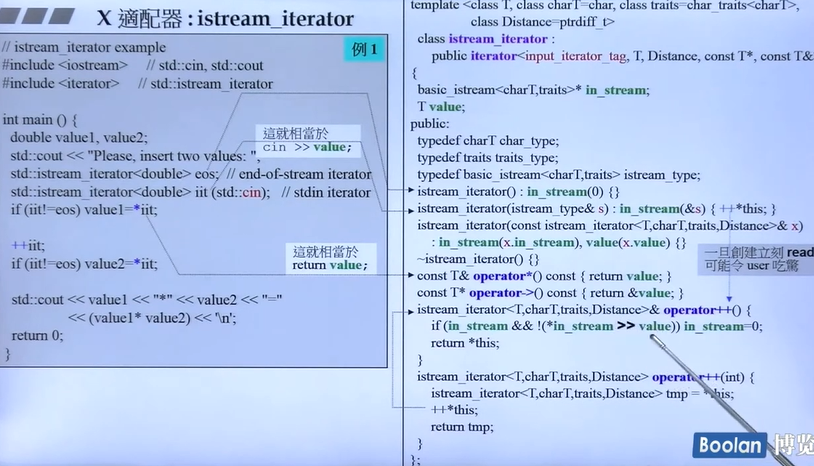 X 適配器 : istream_iterator
// istream_iterator example
例1
#include <iostream>     // std::cin, std::cout
#include <iterator>     // std::istream_iterator
int main () {
double value1, value2;
std::cout << "Please, insert two values: ";
std::istream_iterator<double> eos;  // end-of-stream iterator
std::istream_iterator<double> iit (std::cin);   // stdin iterator
if (iit!=eos) value1=*iit;
++iit;
if (iit!=eos) value2=*iit;
std::cout << value1 << "*" << value2 << "="
<< (value1* value2) << '\n';
return 0;
}
這就相當於
cin >> value;
這就相當於
return value;
template <class T, class charT=char, class traits=char_traits<charT>,
class Distance=ptrdiff_t>
class istream_iterator :
public iterator<input_iterator_tag, T, Distance, const T*, const T&
{
basic_istream<charT,traits>* in_stream;
T value;
public:
typedef charT char_type;
typedef traits traits_type;
typedef basic_istream<charT,traits> istream_type;
istream_iterator() : in_stream(0) {}
istream_iterator(istream_type& s) : in_stream(&s) { ++*this; }
istream_iterator(const istream_iterator<T,charT,traits,Distance>& x)
: in_stream(x.in_stream), value(x.value) {}
~istream_iterator() {}
const T& operator*() const { return value; }
const T* operator->() const { return &value; }
istream_iterator<T,charT,traits,Distance>& operator++() {
if (in_stream && !(*in_stream >> value)) in_stream=0;
return *this;
}
istream_iterator<T,charT,traits,Distance> operator++(int) {
istream_iterator<T,charT,traits,Distance> tmp = *this;
++*this;
return tmp;
}
};
一旦創建立刻 read
可能令 user 吃驚
Boolan 博览